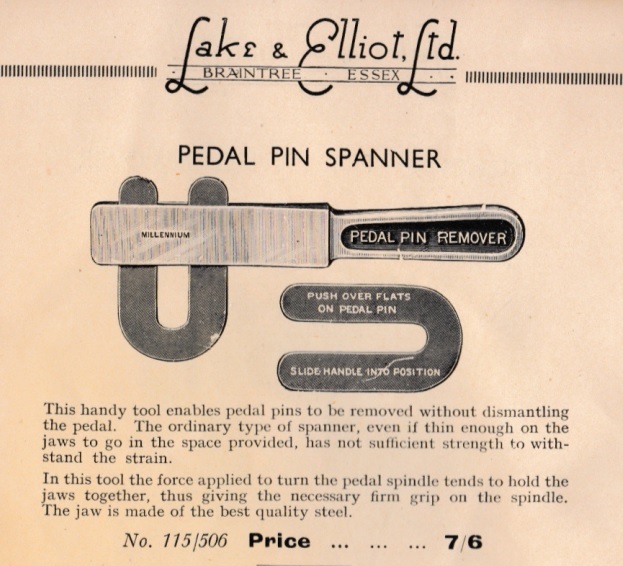 Lake & Elliot, Ltd.
BRAINTREE · ESSEX
PEDAL PIN SPANNER
MILLENNIUM
PEDAL PIN REMOVER
PUSH OVER FLATS
ON PEDAL PIN
SLIDE HANDLE INTO POSITION
This handy tool enables pedal pins to be removed without dismantling
the pedal. The ordinary type of spanner, even if thin enough on the
jaws to go in the space provided, has not sufficient strength to with-
stand the strain.
In this tool the force applied to turn the pedal spindle tends to hold the
jaws together, thus giving the necessary firm grip on the spindle.
The jaw is made of the best quality steel.
No. 115/506 Price ... ... ... 7/6